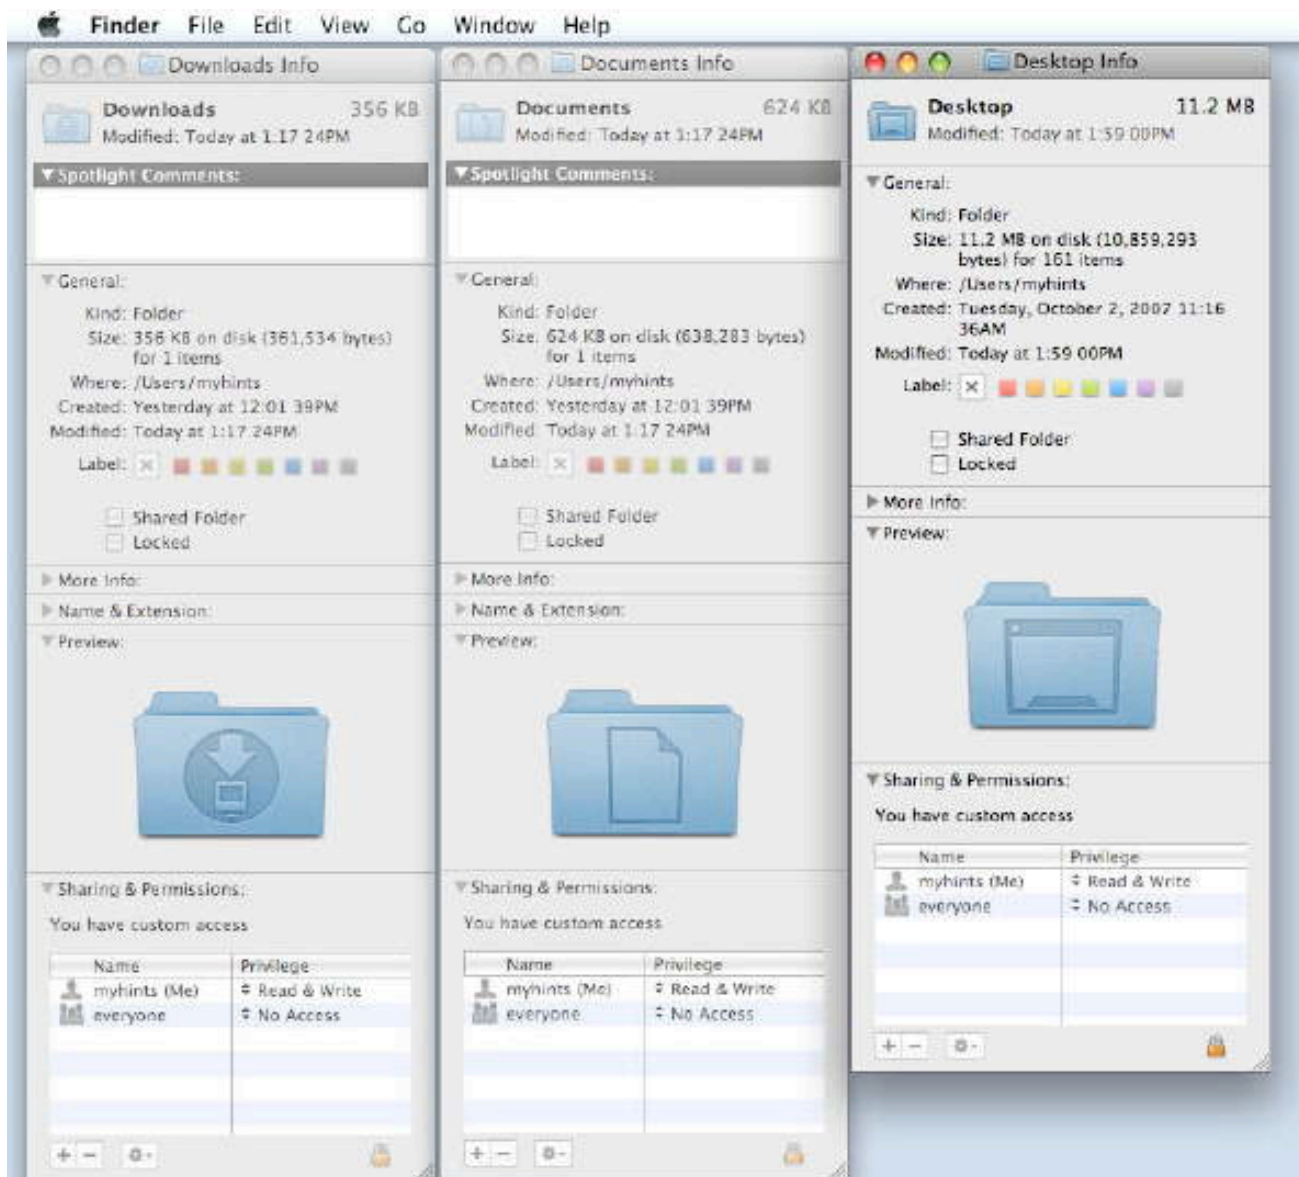 Finder File Edit View Go Window Help
Downloads Info
Downloads 356 KB
Modified: Today at 1:17 24PM
Spotlight Comments:
General:
Kind: Folder
Size: 356 KB on disk (361,534 bytes)
for 1 items
Where: /Users/myhints
Created: Yesterday at 12:01 39PM
Modified: Today at 1:17 24PM
Label:
Shared Folder
Locked
More Info:
Name & Extension:
Preview:
Sharing & Permissions:
You have custom access
Name Privilege
myhints (Me) Read & Write
everyone No Access
Documents Info
Documents 624 KB
Modified: Today at 1:17 24PM
Spotlight Comments:
General:
Kind: Folder
Size: 624 KB on disk (638,283 bytes)
for 1 items
Where: /Users/myhints
Created: Yesterday at 12:01 39PM
Modified: Today at 1:17 24PM
Label:
Shared Folder
Locked
More Info:
Name & Extension:
Preview:
Sharing & Permissions:
You have custom access
Name Privilege
myhints (Me) Read & Write
everyone No Access
Desktop Info
Desktop 11.2 MB
Modified: Today at 1:59 00PM
General:
Kind: Folder
Size: 11.2 MB on disk (10,859,293
bytes) for 161 items
Where: /Users/myhints
Created: Tuesday, October 2, 2007 11:16
36AM
Modified: Today at 1:59 00PM
Label:
Shared Folder
Locked
More Info:
Preview:
Sharing & Permissions:
You have custom access
Name Privilege
myhints (Me) Read & Write
everyone No Access